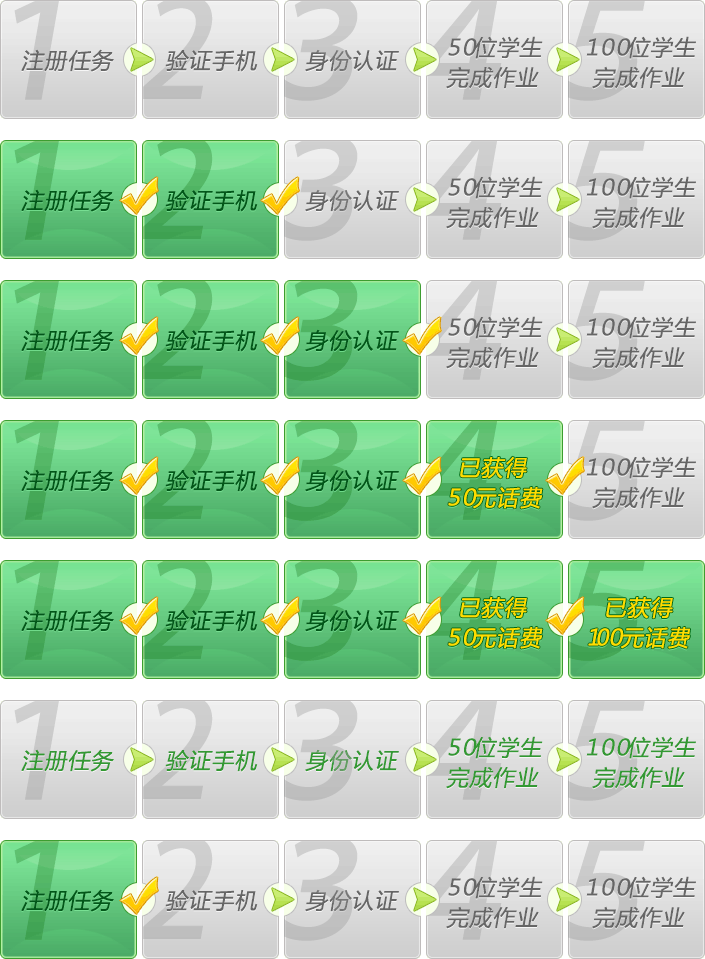 1 注册任务 2 验证手机 3 身份认证 4 50位学生 5 100位学生
完成作业 完成作业
1 注册任务 2 验证手机 3 身份认证 4 50位学生 5 100位学生
完成作业 完成作业
1 注册任务 2 验证手机 3 身份认证 4 50位学生 5 100位学生
完成作业 完成作业
1 注册任务 2 验证手机 3 身份认证 4 已获得 5 100位学生
50元话费 完成作业
1 注册任务 2 验证手机 3 身份认证 4 已获得 5 已获得
50元话费 100元话费
1 注册任务 2 验证手机 3 身份认证 4 50位学生 5 100位学生
完成作业 完成作业
1 注册任务 2 验证手机 3 身份认证 4 50位学生 5 100位学生
完成作业 完成作业